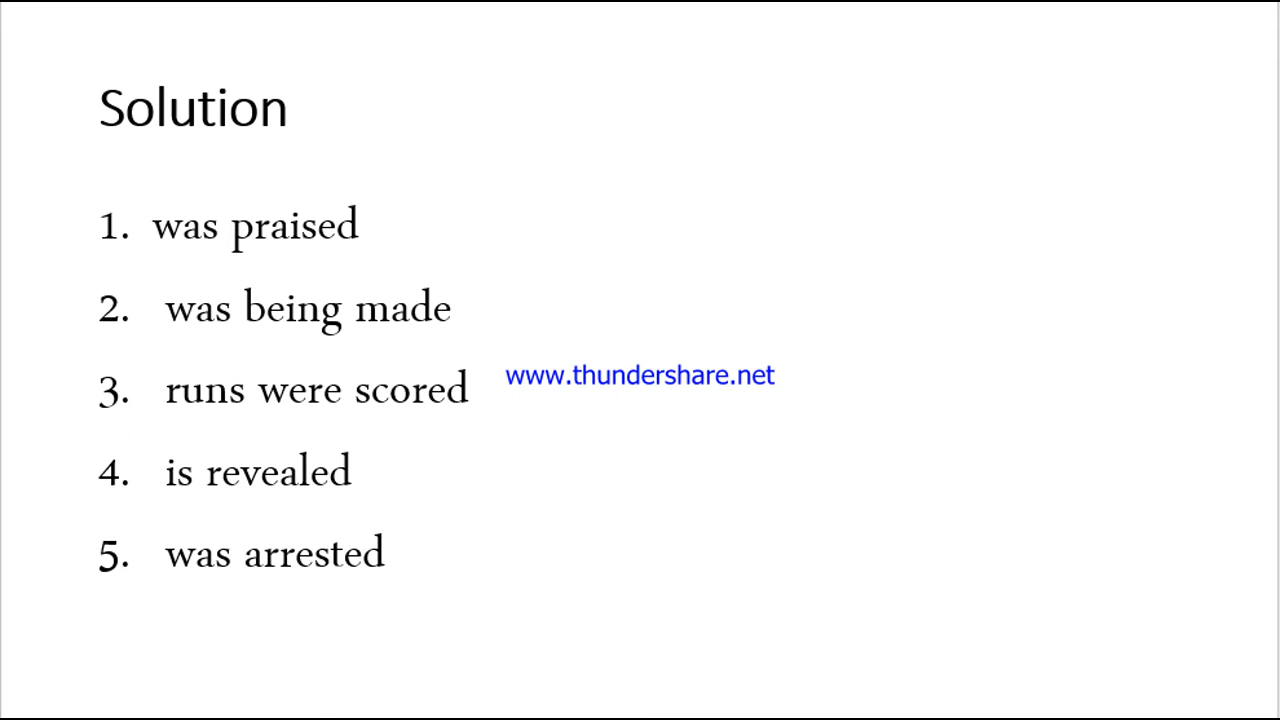 Solution
1. was praised
2. was being made
3. runs were scored
www.thundershare.net
4. is revealed
5. was arrested